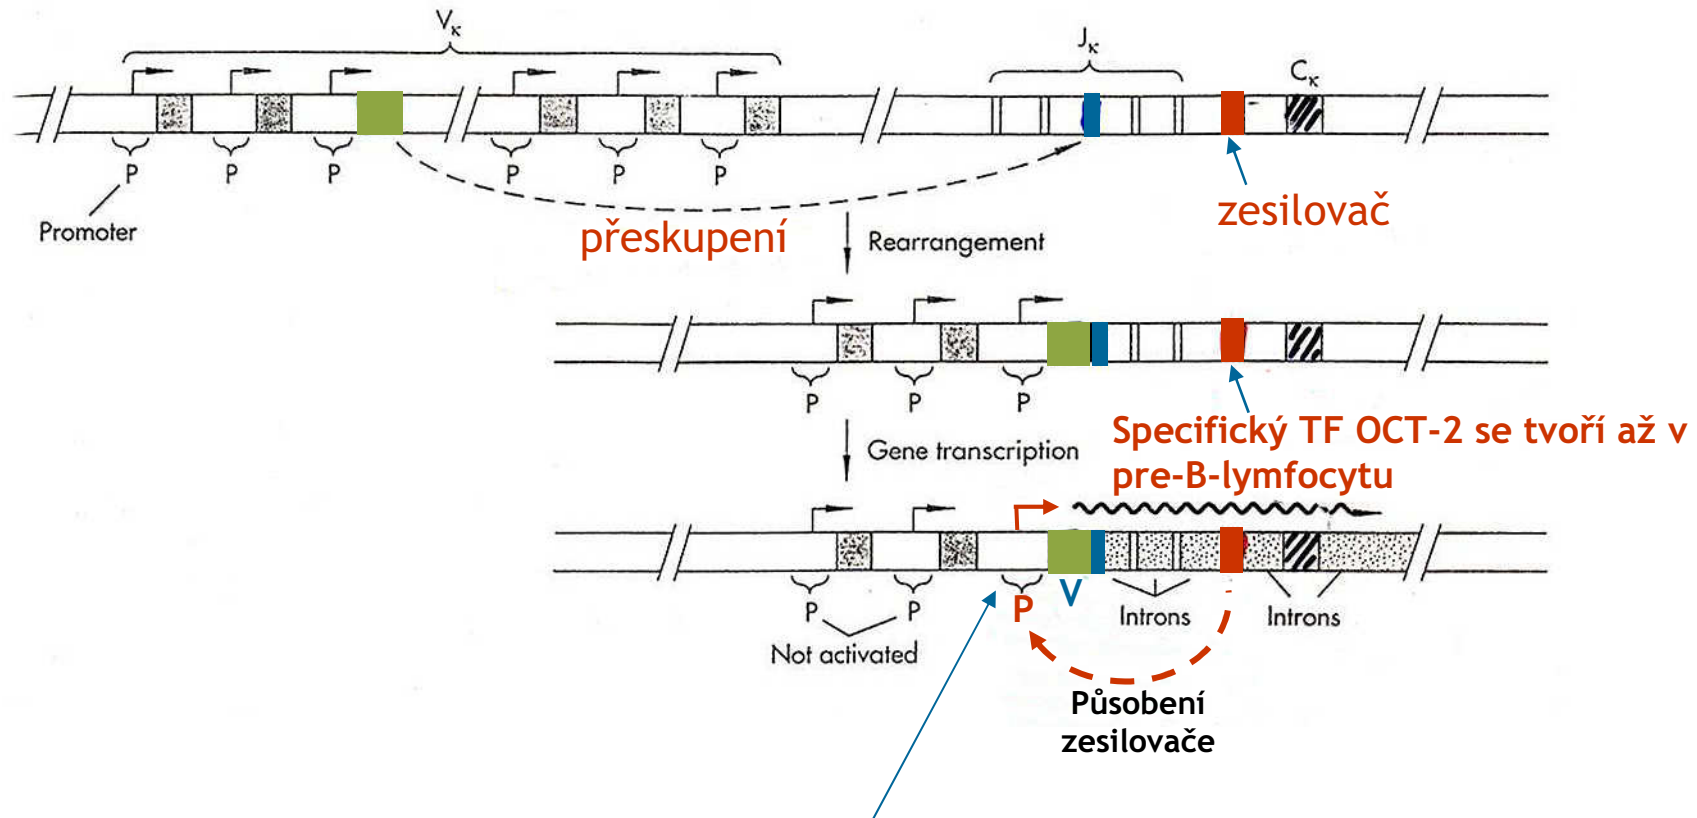 Vκ
Jκ
Cκ
P P P P P P
Promoter
přeskupení
zesilovač
Rearrangement
P P P
Specifický TF OCT-2 se tvoří až v
pre-B-lymfocytu
Gene transcription
P P P V
Introns Introns
Not activated
Působení
zesilovače